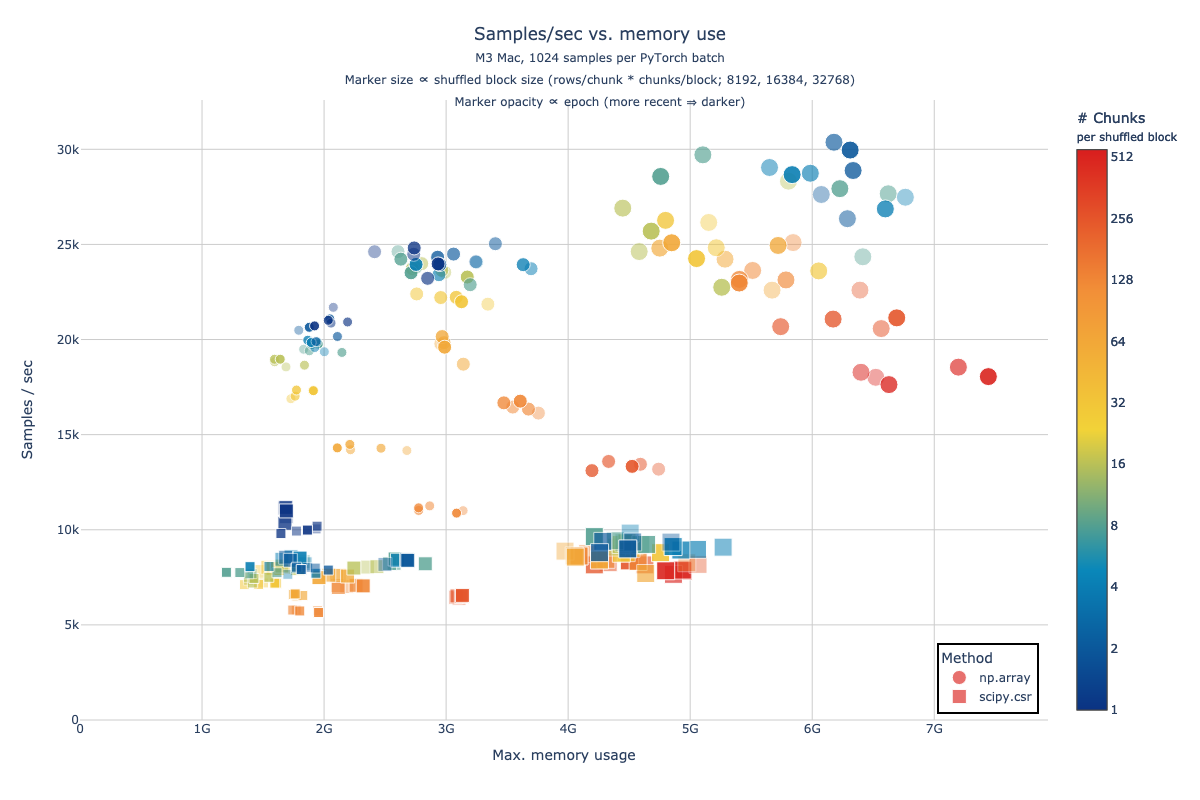 Samples/sec vs. memory use
M3 Mac, 1024 samples per PyTorch batch
Marker size ∝ shuffled block size (rows/chunk * chunks/block; 8192, 16384, 32768)
Marker opacity ∝ epoch (more recent ⇒ darker)
# Chunks
per shuffled block
512
256
128
64
32
16
8
4
2
1
30k
25k
20k
15k
10k
5k
0
Samples / sec
0
1G
2G
3G
4G
5G
6G
7G
Max. memory usage
Method
np.array
scipy.csr